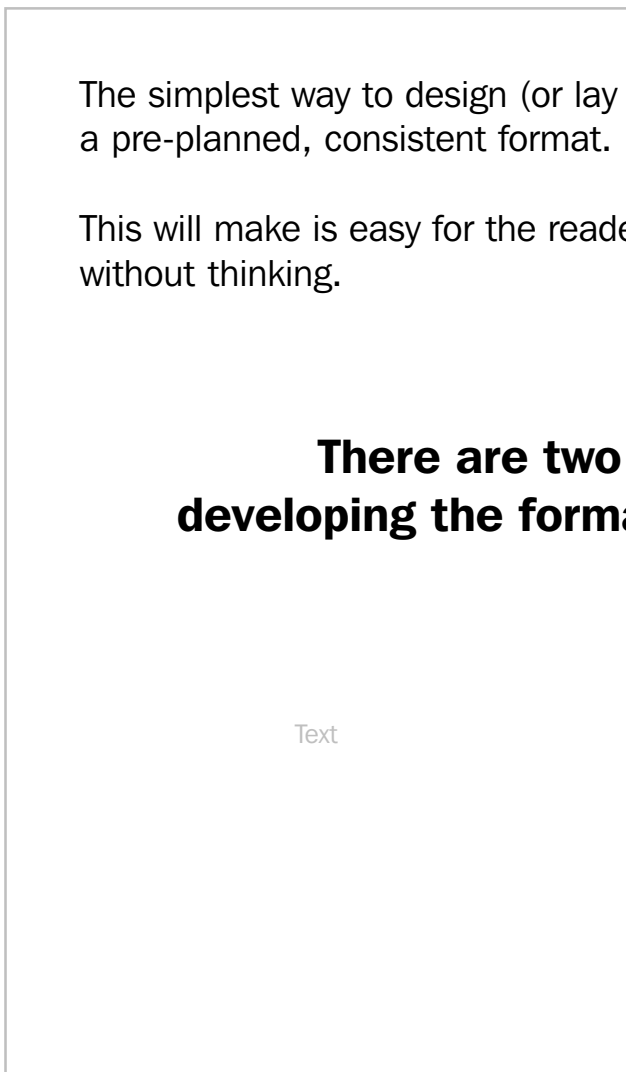 The simplest way to design (or lay
a pre-planned, consistent format.
This will make is easy for the reade
without thinking.
There are two
developing the forma
Text